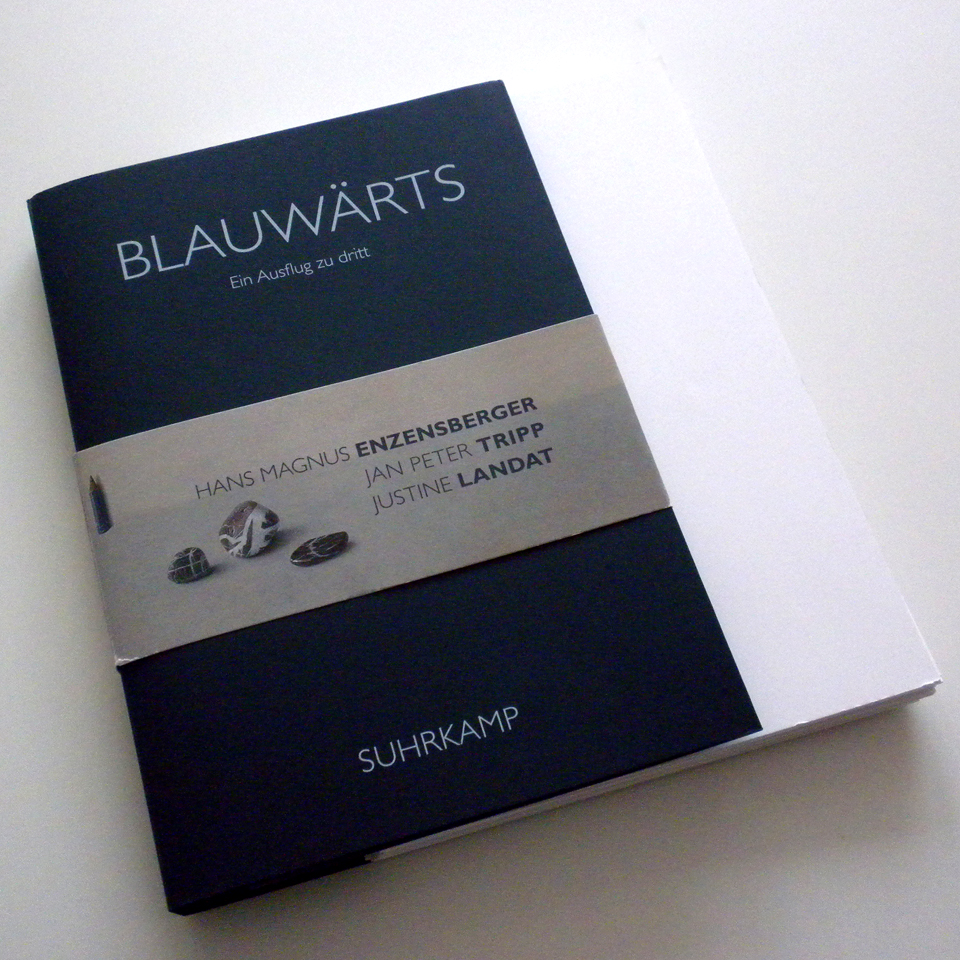 BLAUWÄRTS
Ein Ausflug zu dritt
HANS MAGNUS ENZENSBERGER
JAN PETER TRIPP
JUSTINE LANDAT
SUHRKAMP